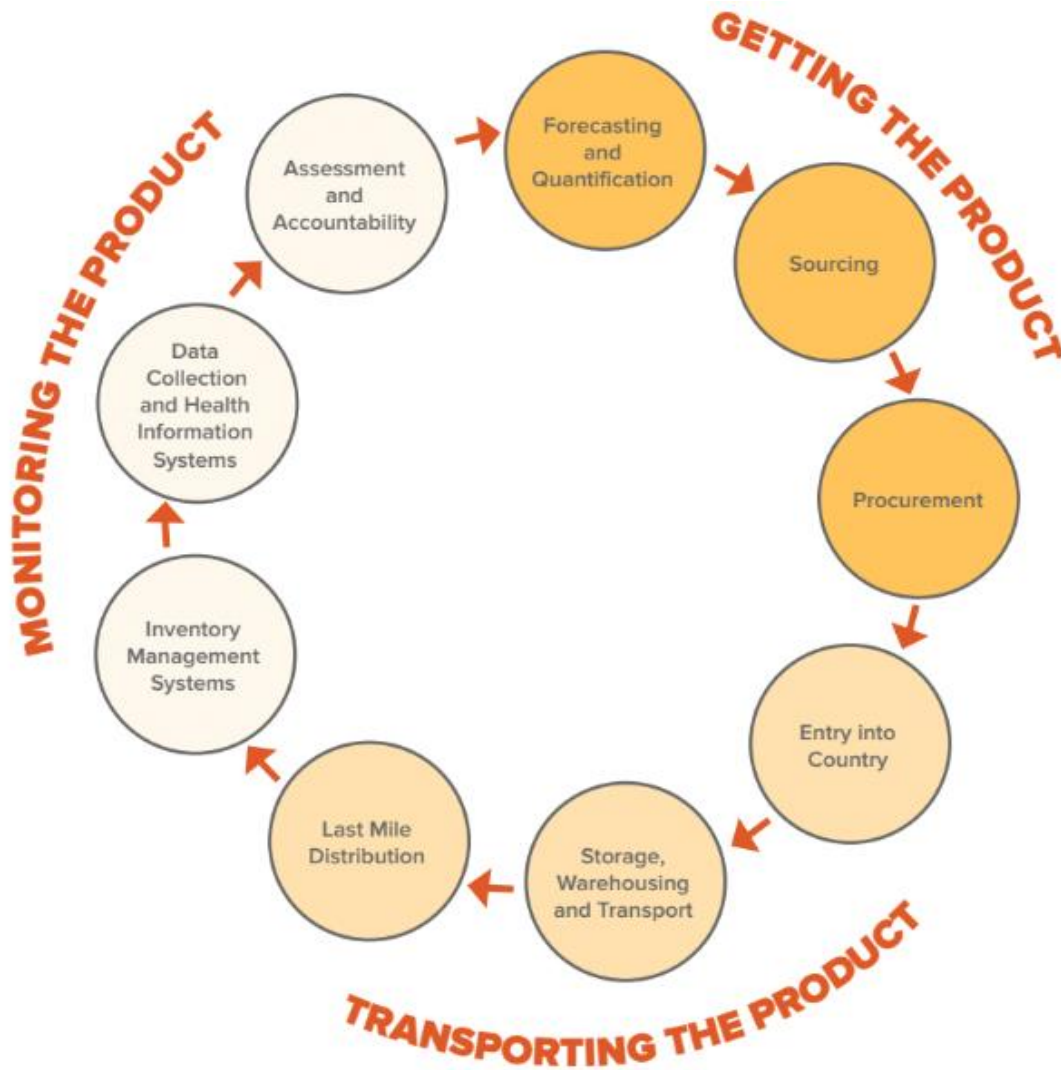 GETTING THE PRODUCT
Forecasting
and
Quantification
Sourcing
Procurement
Entry into
Country
Storage,
Warehousing
and Transport
Last Mile
Distribution
TRANSPORTING THE PRODUCT
Inventory
Management
Systems
Data
Collection
and Health
Information
Systems
Assessment
and
Accountability
MONITORING THE PRODUCT